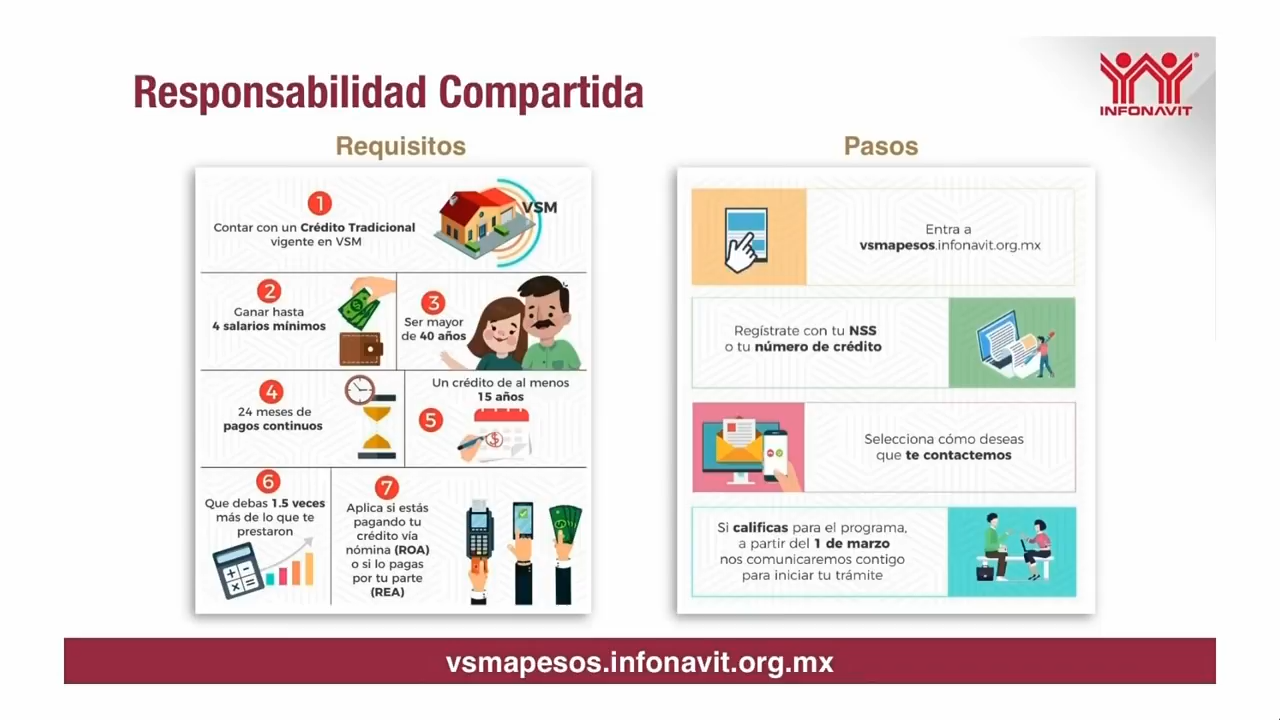 Responsabilidad Compartida
INFONAVIT
Requisitos
1
Contar con un Crédito Tradicional
vigente en VSM
VSM
2
Ganar hasta
4 salarios mínimos
3
Ser mayor
de 40 años
4
24 meses de
pagos continuos
Un crédito de al menos
15 años
5
6
Que debas 1.5 veces
más de lo que te
prestaron
7
Aplica si estás
pagando tu
crédito vía
nómina (ROA)
o si lo pagas
por tu parte
(REA)
Pasos
Entra a
vsmapesos.infonavit.org.mx
Regístrate con tu NSS
o tu número de crédito
Selecciona cómo deseas
que te contactemos
Si calificas para el programa,
a partir del 1 de marzo
nos comunicaremos contigo
para iniciar tu trámite
vsmapesos.infonavit.org.mx